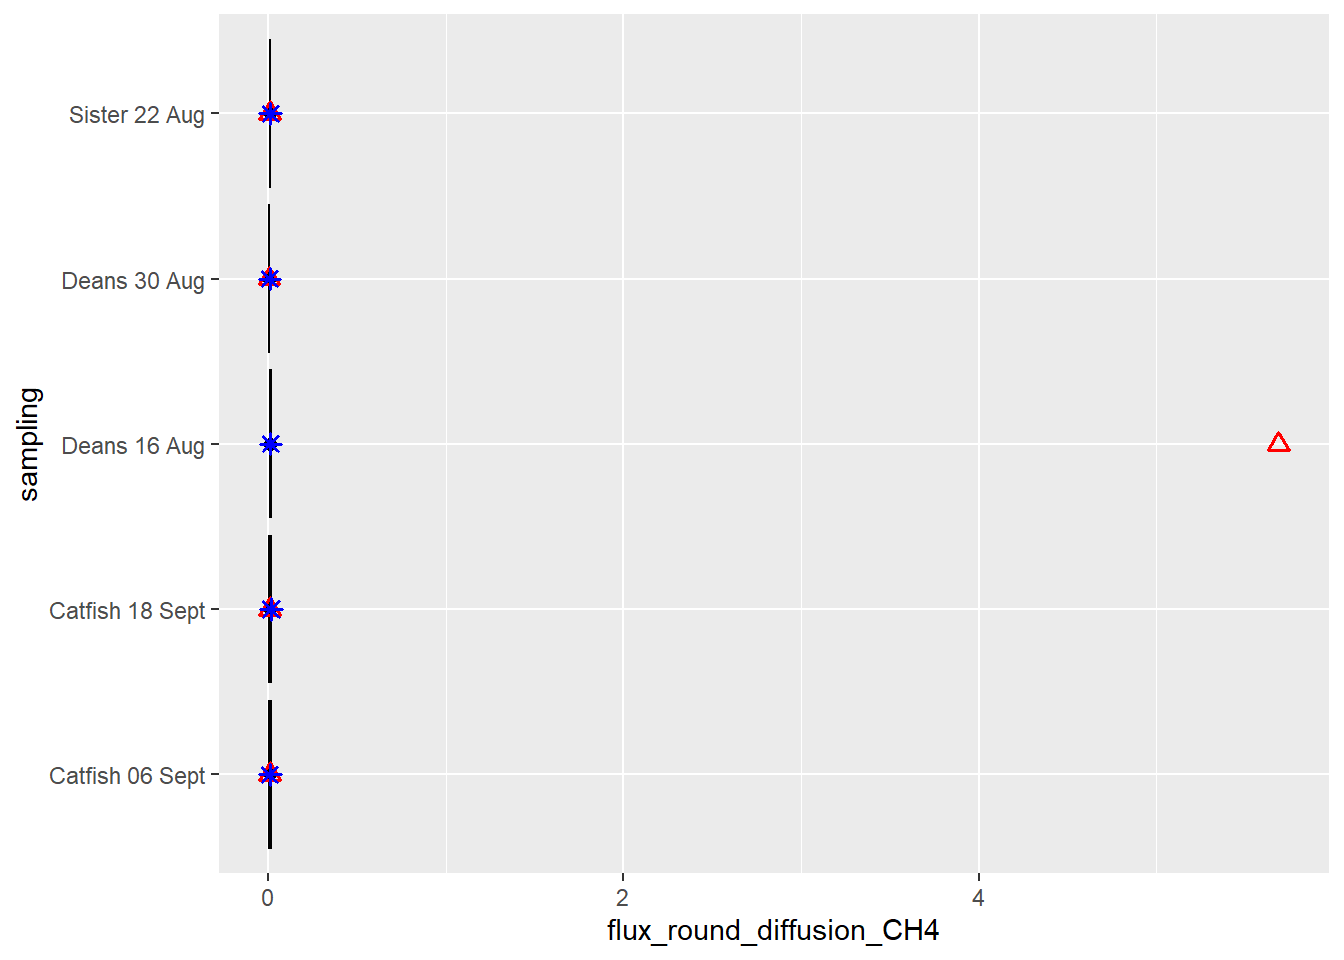 Sister 22 Aug
Deans 30 Aug
Deans 16 Aug
Catfish 18 Sept
Catfish 06 Sept
sampling
0 2 4
flux_round_diffusion_CH4